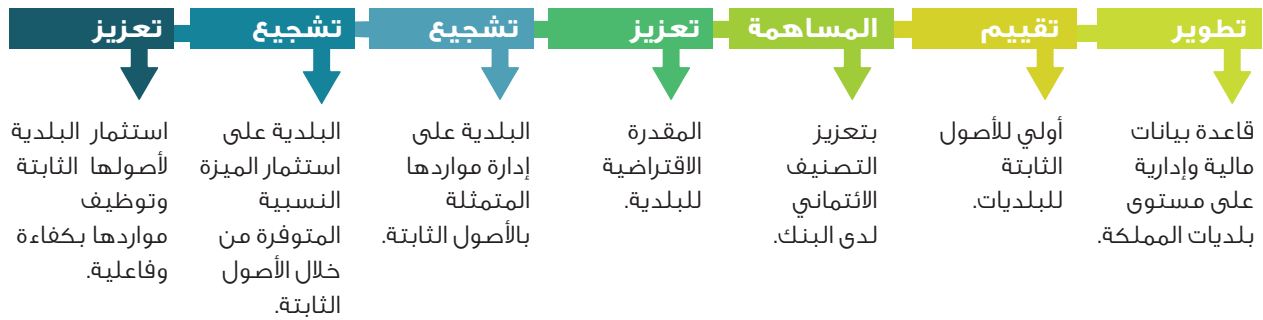 تطوير
قاعدة بيانات
مالية وإدارية
على مستوى
بلديات المملكة.
تقييم
أولي للأصول
الثابتة
للبلديات.
المساهمة
بتعزيز
التصنيف
الائتماني
لدى البنك.
تعزيز
المقدرة
الاقتراضية
للبلدية.
تشجيع
البلدية على
إدارة مواردها
المتمثلة
بالأصول الثابتة.
تشجيع
البلدية على
استثمار الميزة
النسبية
المتوفرة من
خلال الأصول
الثابتة.
تعزيز
استثمار البلدية
لأصولها الثابتة
وتوظيف
مواردها بكفاءة
وفاعلية.